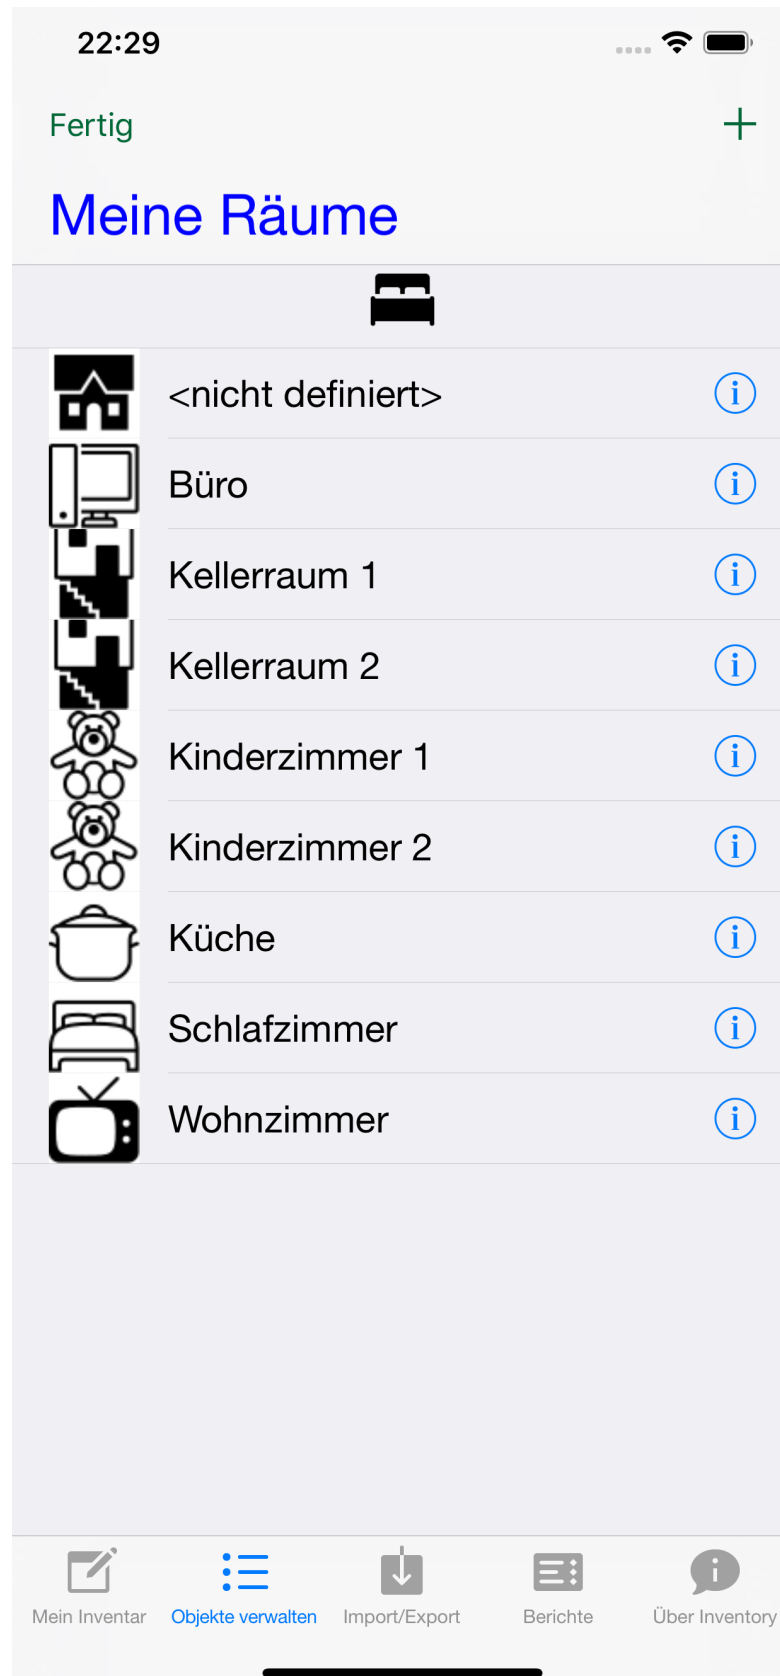 22:29
Fertig
Meine Räume
<nicht definiert>
Büro
Kellerraum 1
Kellerraum 2
Kinderzimmer 1
Kinderzimmer 2
Küche
Schlafzimmer
Wohnzimmer
Mein Inventar Objekte verwalten Import/Export Berichte Über Inventory